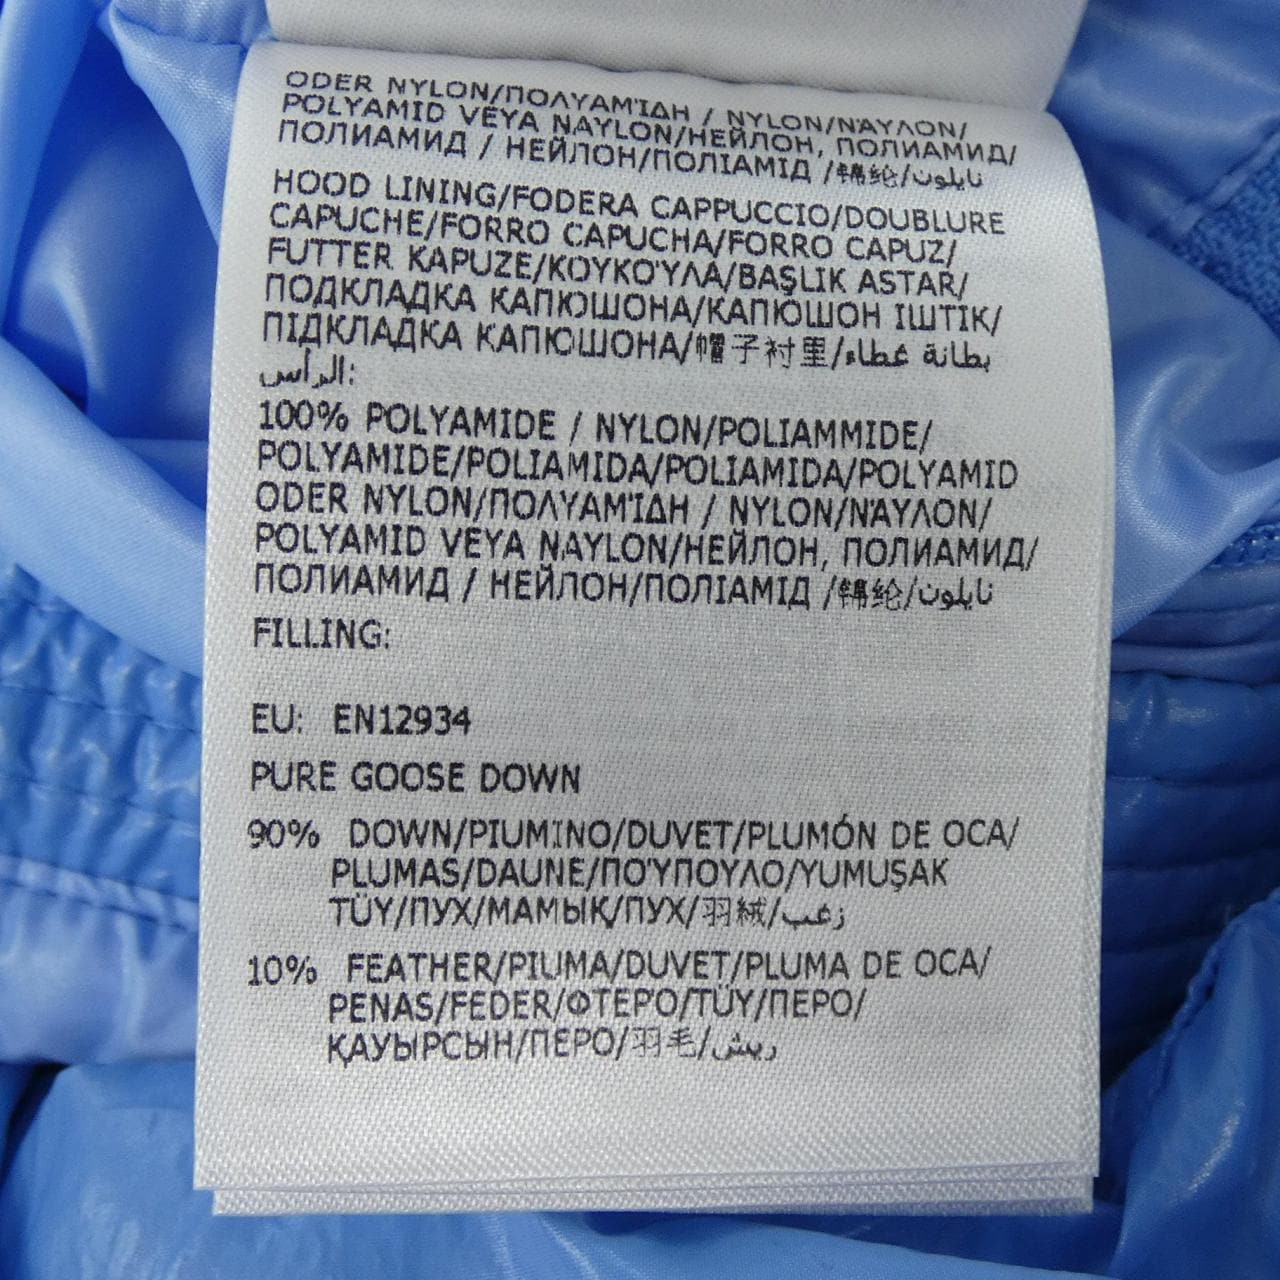 ODER NYLON/ΠΟΛΥΑΜΊΔΗ / NYLON/ΝΆΥΛΟΝ/
POLYAMID VEYA NAYLON/НЕЙЛОН, ПОЛИАМИД/
ПОЛИАМИД / НЕЙЛОН/ПОЛІАМІД /锦纶/نايلون
HOOD LINING/FODERA CAPPUCCIO/DOUBLURE
CAPUCHE/FORRO CAPUCHA/FORRO CAPUZ/
FUTTER KAPUZE/ΚΟΥΚΟΎΛΑ/BAŞLIK ASTAR/
ПОДКЛАДКА КАПЮШОНА/КАПЮШОН ІШТІК/
ПІДКЛАДКА КАПЮШОНА/帽子衬里/بطانة غطاء
الرأس:
100% POLYAMIDE / NYLON/POLIAMMIDE/
POLYAMIDE/POLIAMIDA/POLIAMIDA/POLYAMID
ODER NYLON/ΠΟΛΥΑΜΊΔΗ / NYLON/ΝΆΥΛΟΝ/
POLYAMID VEYA NAYLON/НЕЙЛОН, ПОЛИАМИД/
ПОЛИАМИД / НЕЙЛОН/ПОЛІАМІД /锦纶/نايلون
FILLING:
EU: EN12934
PURE GOOSE DOWN
90% DOWN/PIUMINO/DUVET/PLUMÓN DE OCA/
PLUMAS/DAUNE/ΠΟΎΠΟΥΛΟ/YUMUŞAK
TÜY/ПУХ/МАМЫҚ/ПУХ/羽絨/زغب
10% FEATHER/PIUMA/DUVET/PLUMA DE OCA/
PENAS/FEDER/ΦΤΕΡΌ/TÜY/ПЕРО/
ҚАУЫРСЫН/ПЕРО/羽毛/ريش